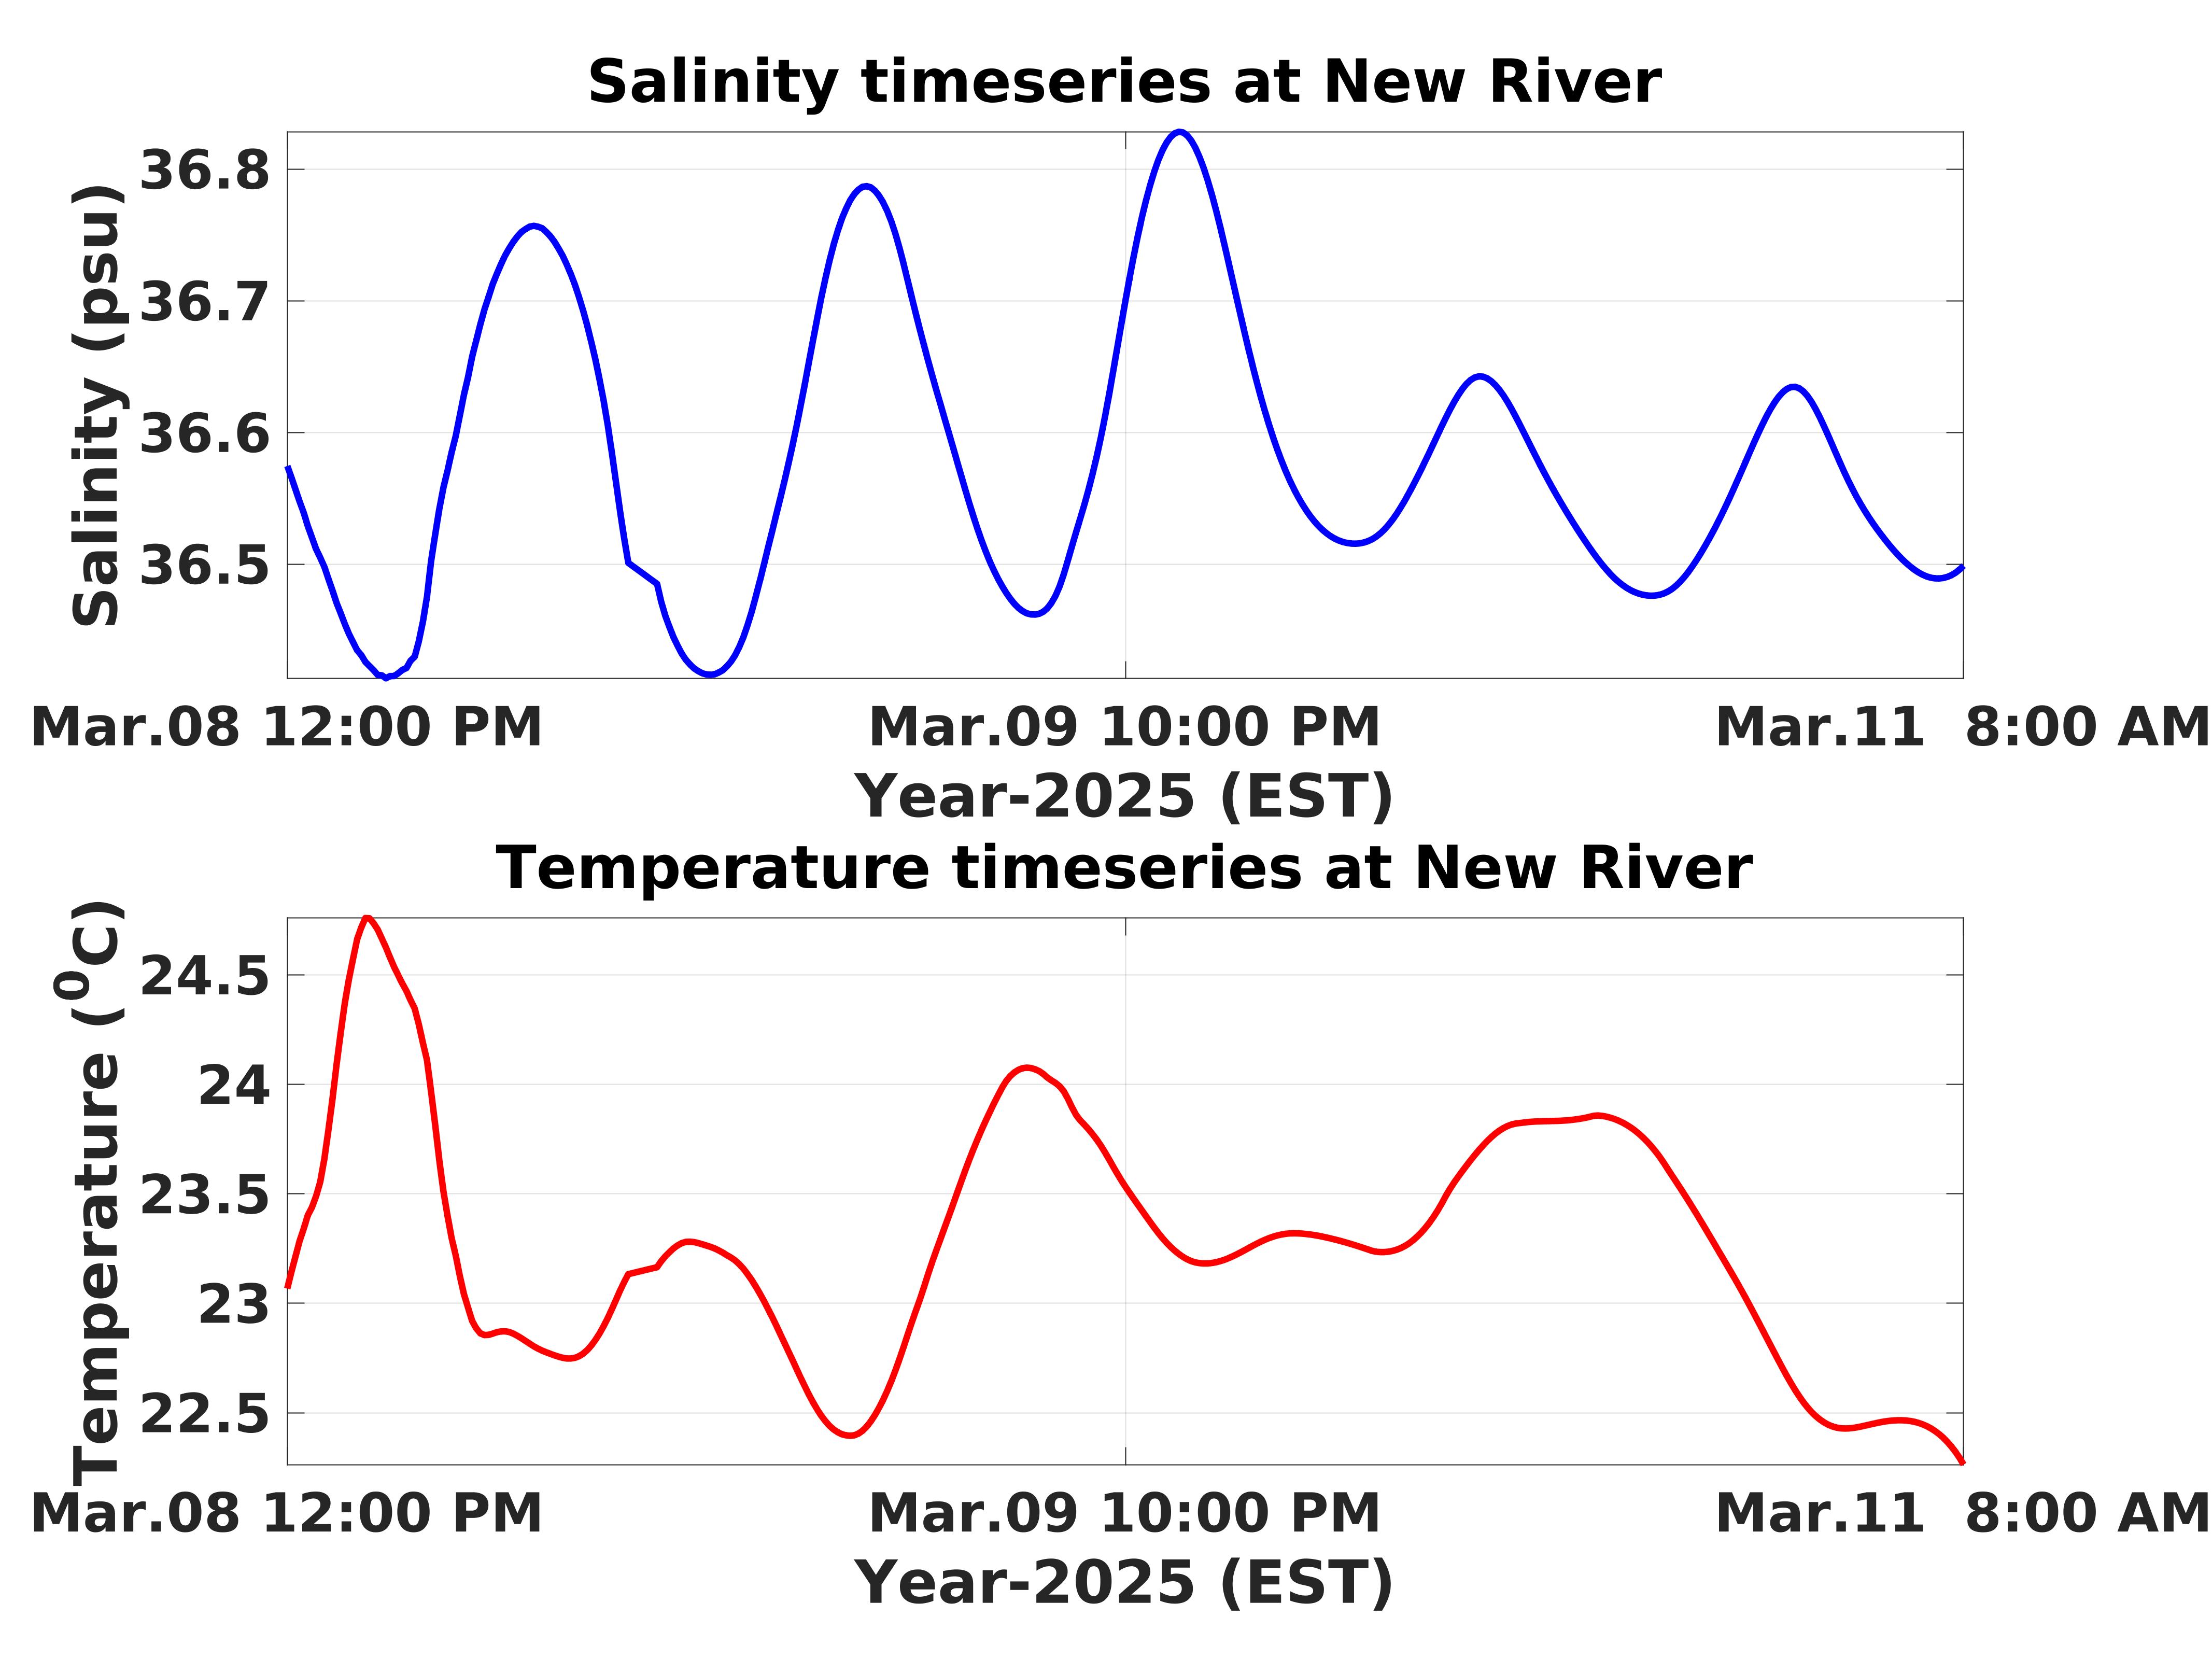 Salinity timeseries at New River
Salinity (psu)
36.8
36.7
36.6
36.5
Mar.08 12:00 PM Mar.09 10:00 PM Mar.11  8:00 AM
Year-2025 (EST)
Temperature timeseries at New River
Temperature (⁰C)
24.5
24
23.5
23
22.5
Mar.08 12:00 PM Mar.09 10:00 PM Mar.11  8:00 AM
Year-2025 (EST)